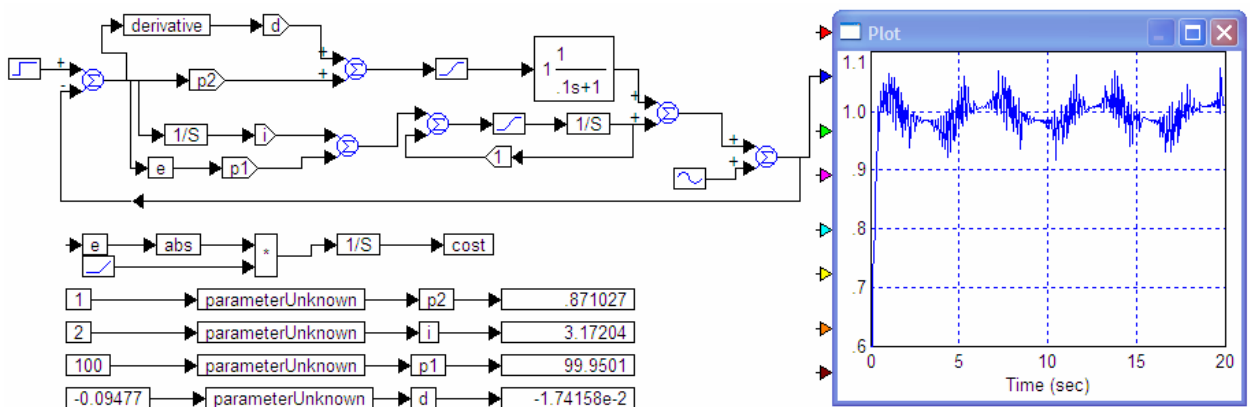 derivative
d
Plot
+
-
Σ
p2
+
+
Σ
1
1
.1s+1
1/S
i
e
p1
Σ
+
+
Σ
1/S
1
+
+
Σ
+
+
Σ
1.1
1.0
.9
.8
.7
.6
0
5
10
15
20
Time (sec)
e
abs
*
1/S
cost
1
parameterUnknown
p2
.871027
2
parameterUnknown
i
3.17204
100
parameterUnknown
p1
99.9501
-0.09477
parameterUnknown
d
-1.74158e-2